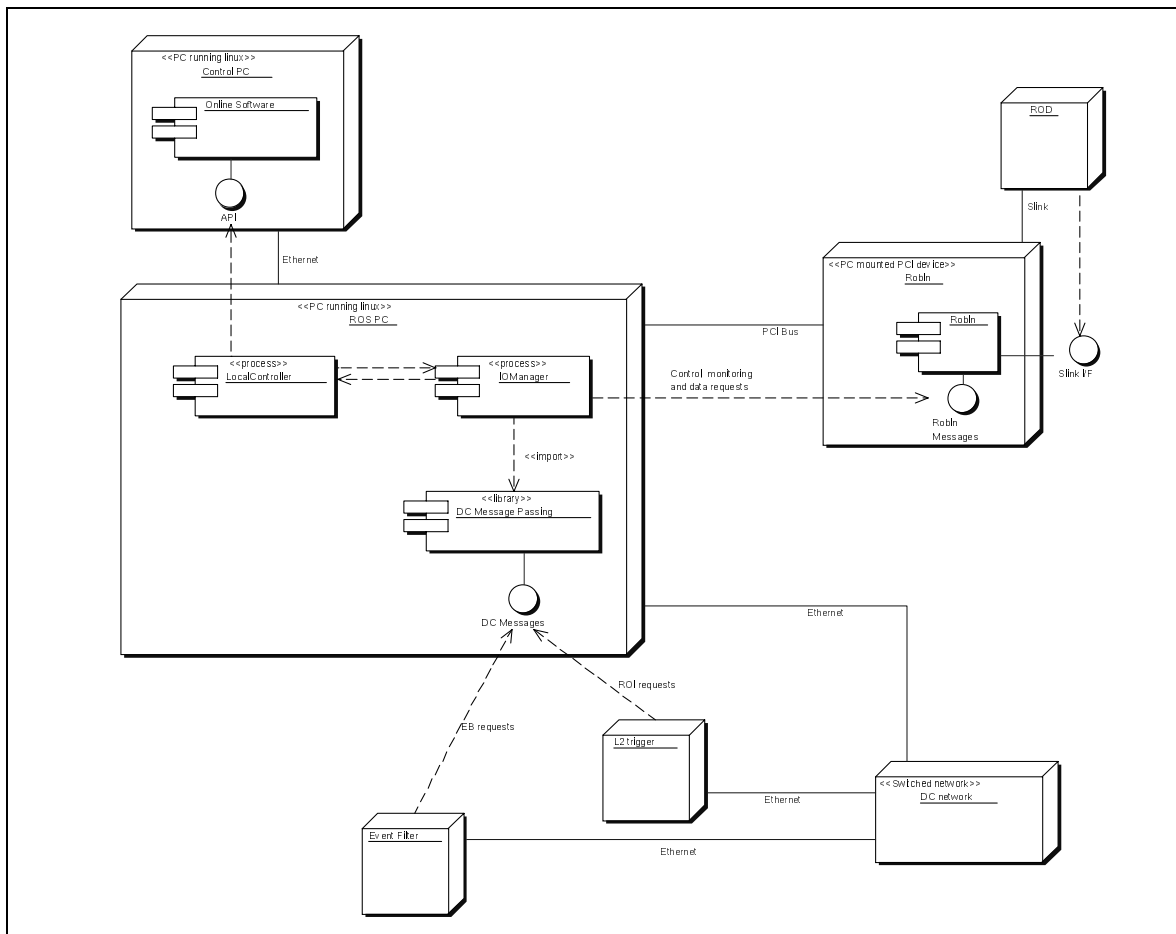 <<PC running linux>>
Control PC
Online Software
API
Ethernet
ROD
Slink
<<PC mounted PCI device>>
RobIn
RobIn
Slink I/F
RobIn
Messages
<<PC running linux>>
ROS PC
PCI Bus
<<process>>
LocalController
<<process>>
IOManager
Control monitoring
and data requests
<<import>>
<<library>>
DC Message Passing
DC Messages
Ethernet
ROI requests
EB requests
L2 trigger
Ethernet
<<Switched network>>
DC network
Event Filter
Ethernet